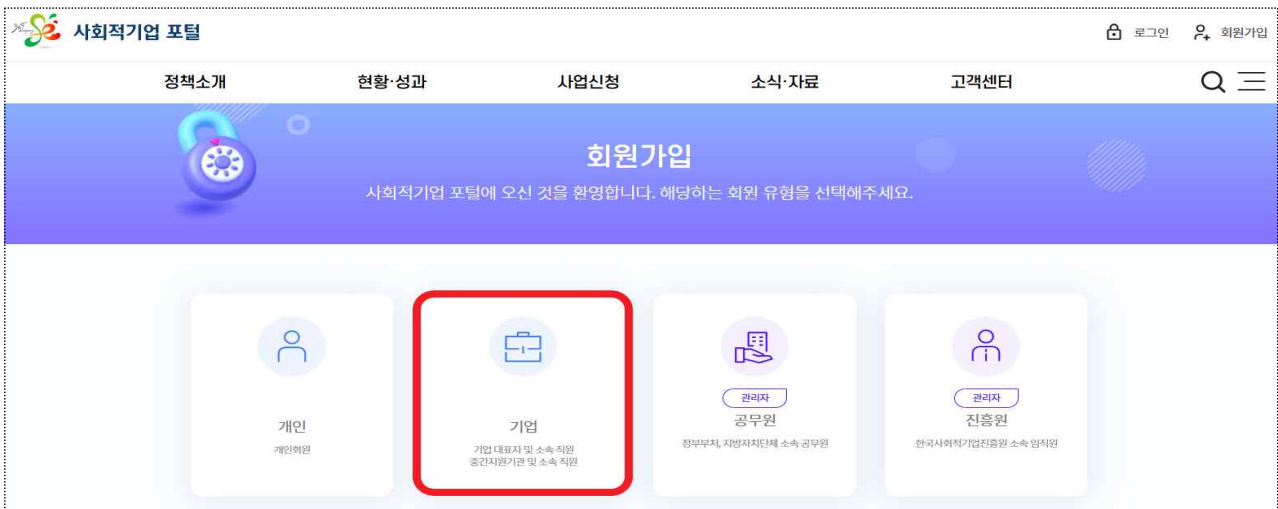 사회적기업 포털
로그인 회원가입
정책소개 현황·성과 사업신청 소식·자료 고객센터
회원가입
사회적기업 포털에 오신 것을 환영합니다. 해당하는 회원 유형을 선택해주세요.
개인
개인회원
기업
기업 대표자 및 소속 직원
중간지원기관 및 소속 직원
관리자
공무원
정부부처, 지방자치단체 소속 공무원
관리자
진흥원
한국사회적기업진흥원 소속 임직원